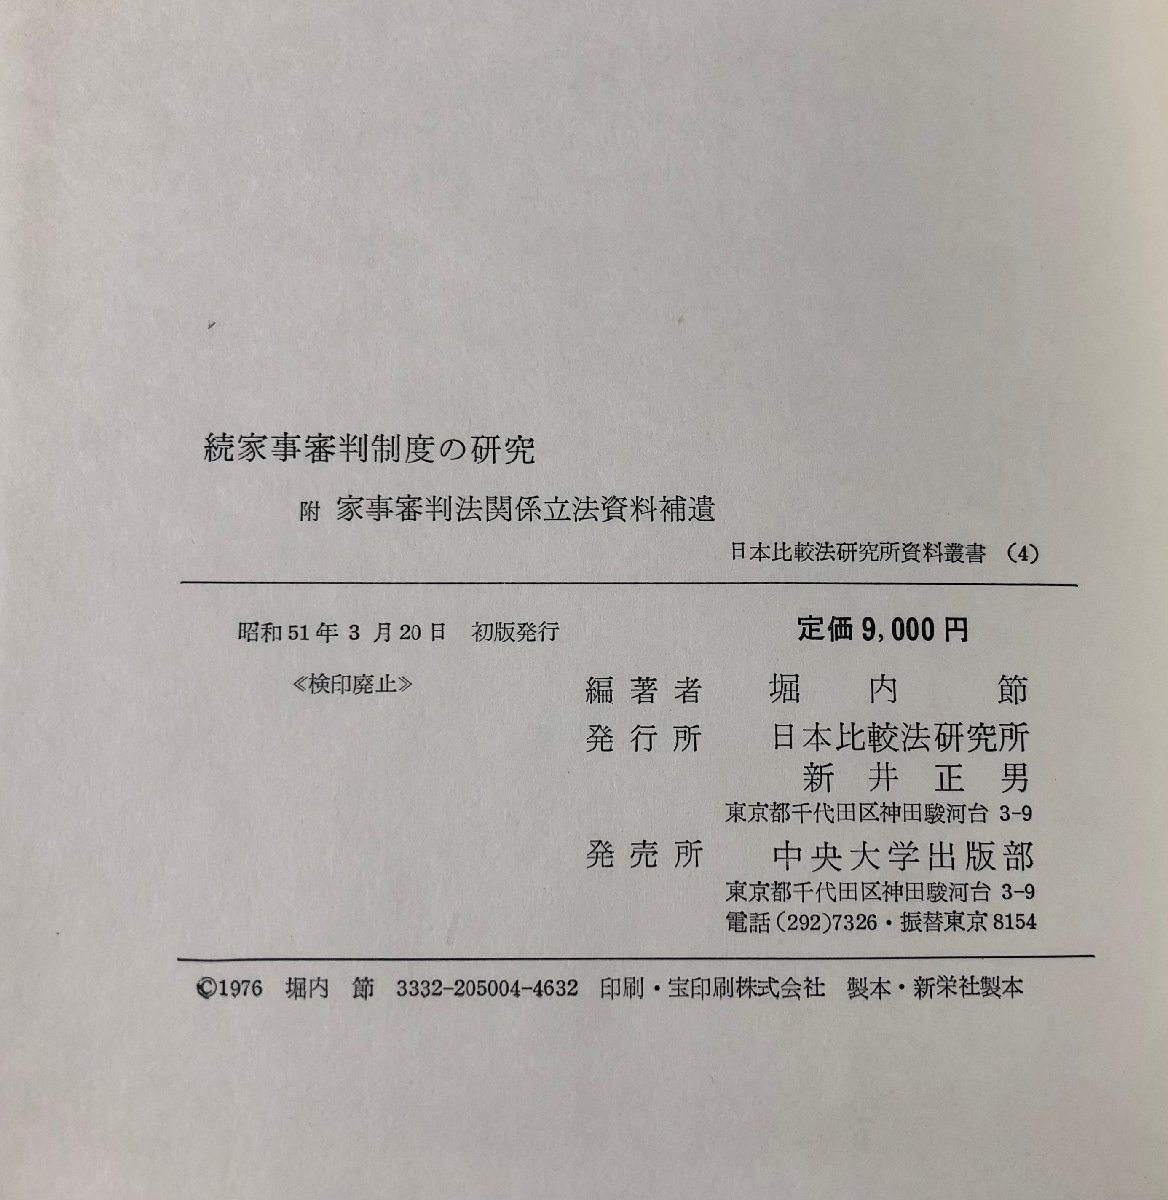 続家事審判制度の研究
附 家事審判法関係立法資料補遺
日本比較法研究所資料叢書 (4)
昭和51年3月20日 初版発行 定価9,000円
≪検印廃止≫
編著者 堀内節
発行所 日本比較法研究所
新井正男
東京都千代田区神田駿河台 3-9
発売所 中央大学出版部
東京都千代田区神田駿河台 3-9
電話(292)7326・振替東京8154
©1976 堀内 節 3332-205004-4632 印刷・宝印刷株式会社 製本・新栄社製本